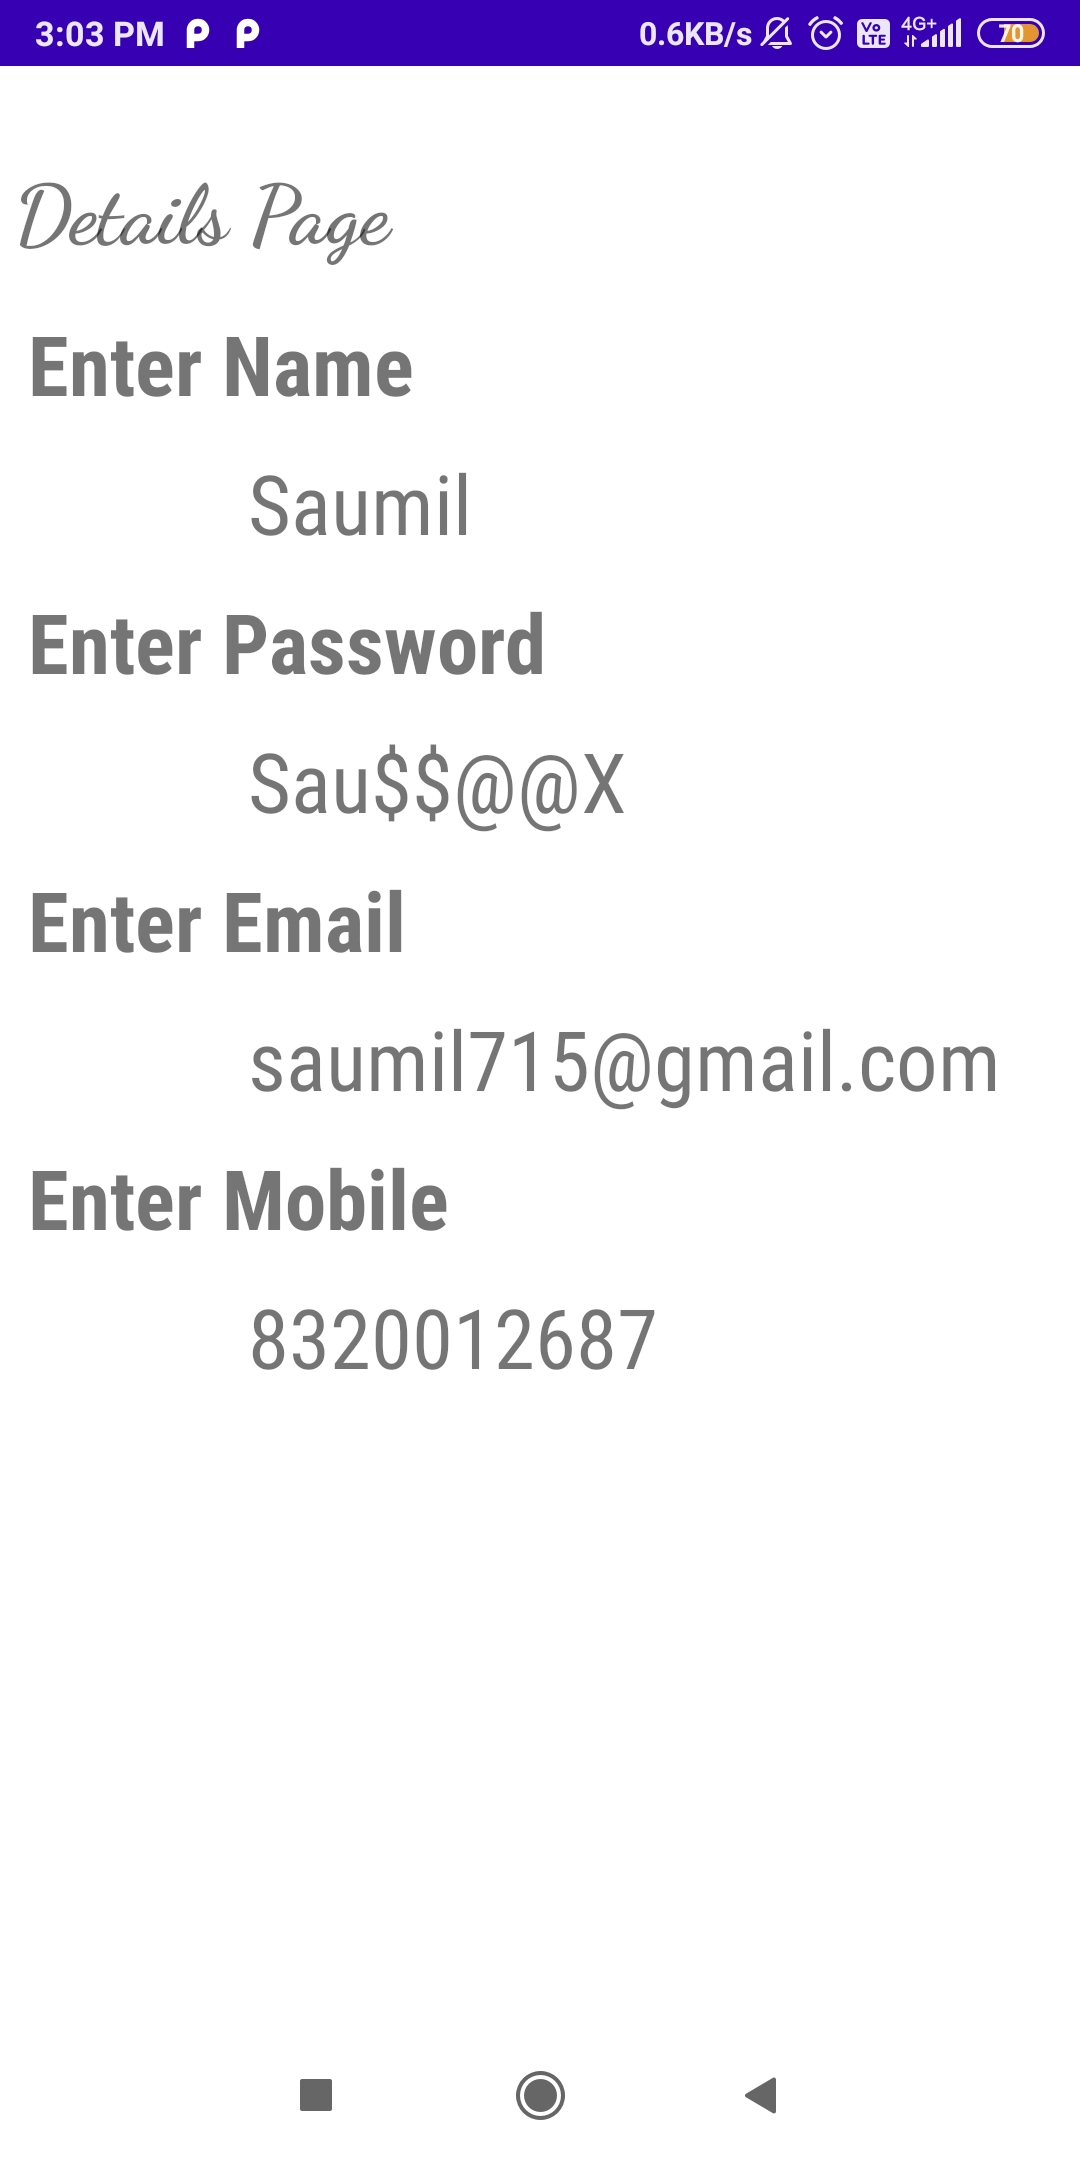 3:03 PM 0.6KB/s Vo LTE 4G+ 70
Details Page
Enter Name
Saumil
Enter Password
Sau$$@@X
Enter Email
saumil715@gmail.com
Enter Mobile
8320012687